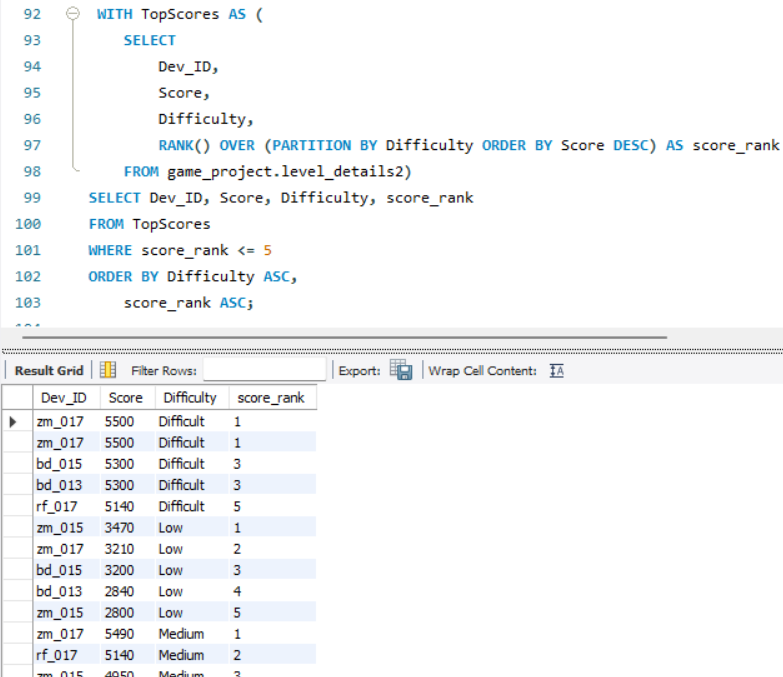 92 WITH TopScores AS (
93 SELECT
94 Dev_ID,
95 Score,
96 Difficulty,
97 RANK() OVER (PARTITION BY Difficulty ORDER BY Score DESC) AS score_rank
98 FROM game_project.level_details2)
99 SELECT Dev_ID, Score, Difficulty, score_rank
100 FROM TopScores
101 WHERE score_rank <= 5
102 ORDER BY Difficulty ASC,
103 score_rank ASC;
Result Grid Filter Rows: Export: Wrap Cell Content: IA
Dev_ID Score Difficulty score_rank
zm_017 5500 Difficult 1
zm_017 5500 Difficult 1
bd_015 5300 Difficult 3
bd_013 5300 Difficult 3
rf_017 5140 Difficult 5
zm_015 3470 Low 1
zm_017 3210 Low 2
bd_015 3200 Low 3
bd_013 2840 Low 4
zm_015 2800 Low 5
zm_017 5490 Medium 1
rf_017 5140 Medium 2
zm_015 4950 Medium 3